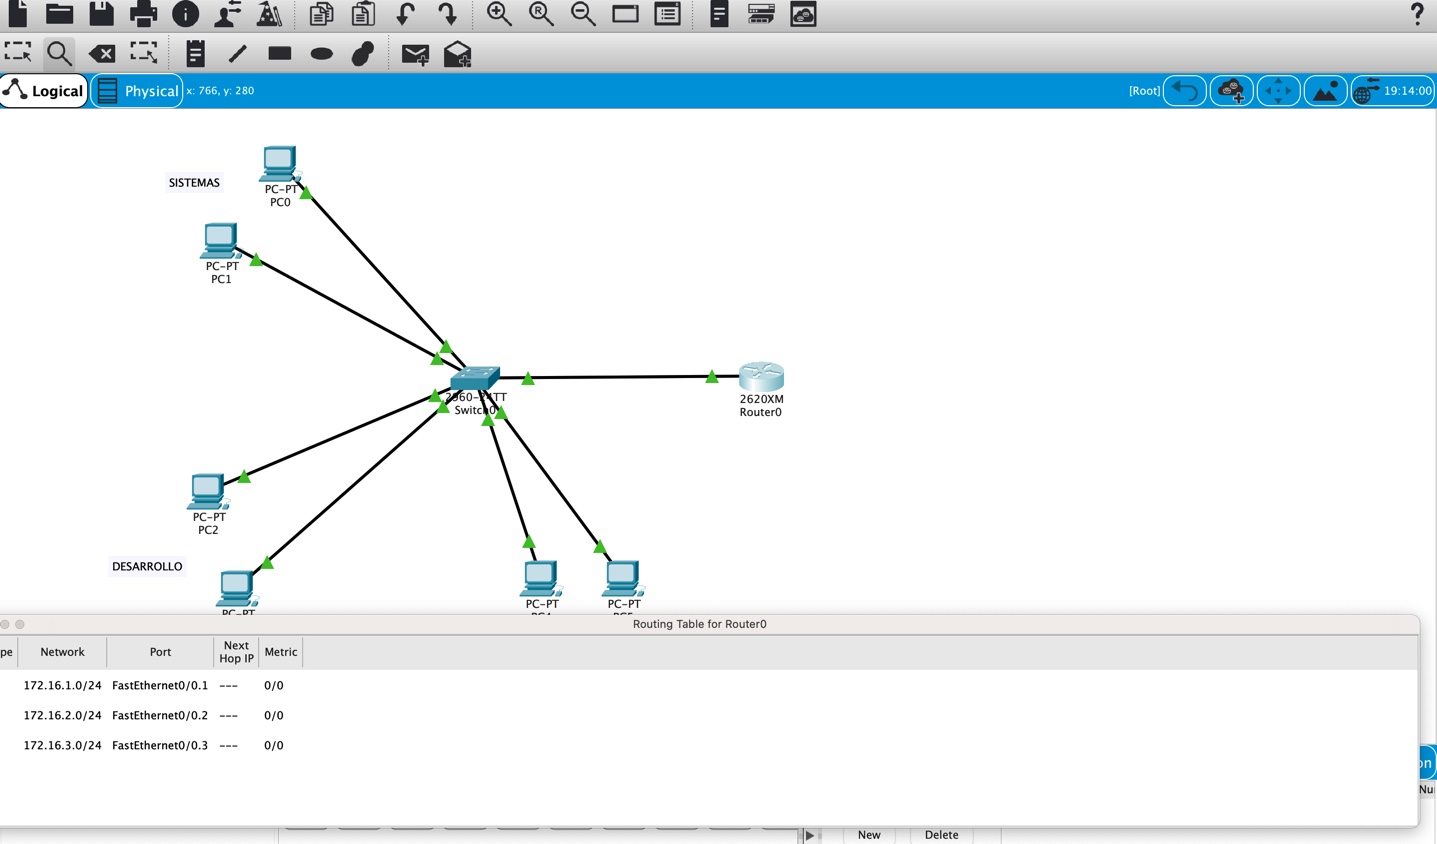 ?
R
Logical
Physical
x: 766, y: 280
[Root]
19:14:00
SISTEMAS
PC-PT
PC0
PC-PT
PC1
2960-24TT
Switch0
2620XM
Router0
PC-PT
PC2
DESARROLLO
PC-PT
PC-PT
PC-PT
Routing Table for Router0
pe Network Port Next Hop IP Metric
172.16.1.0/24 FastEthernet0/0.1 --- 0/0
172.16.2.0/24 FastEthernet0/0.2 --- 0/0
172.16.3.0/24 FastEthernet0/0.3 --- 0/0
on
Nu
New
Delete